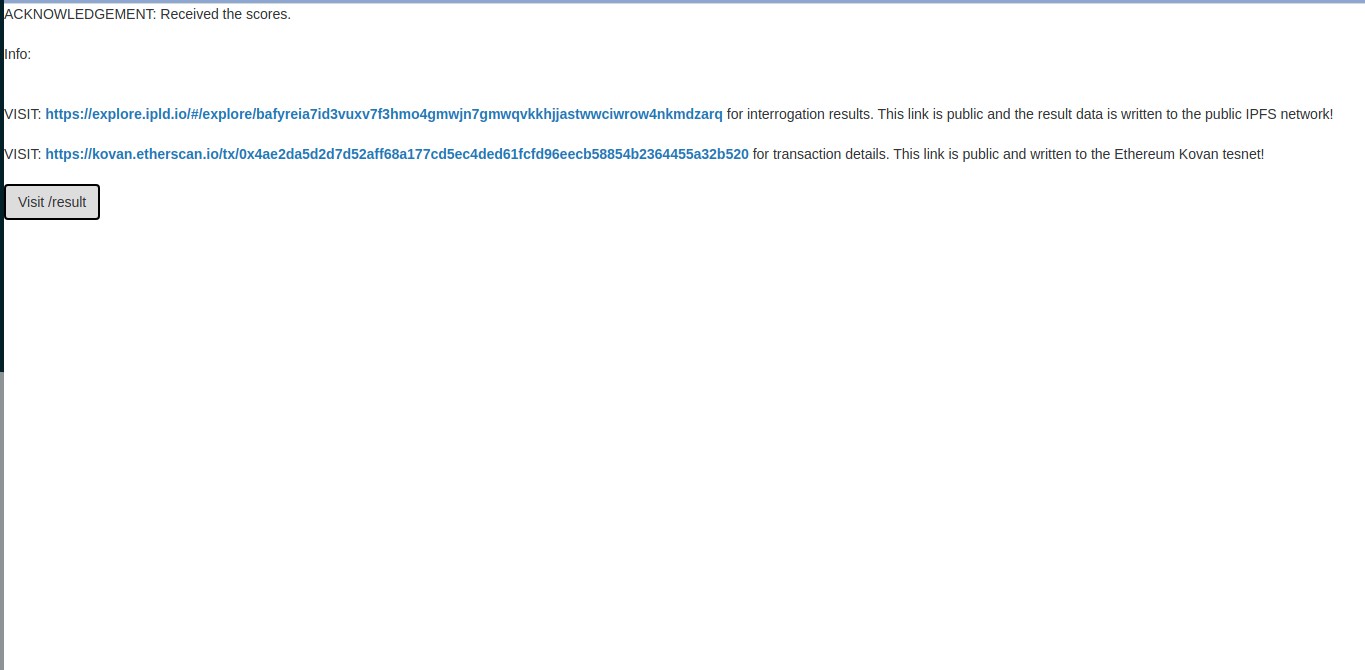 ACKNOWLEDGEMENT: Received the scores.
Info:
VISIT: https://explore.ipld.io/#/explore/bafyreia7id3vuxv7f3hmo4gmwjn7gmwqvkkhjjastwwciwrow4nkmdzarq for interrogation results. This link is public and the result data is written to the public IPFS network!
VISIT: https://kovan.etherscan.io/tx/0x4ae2da5d2d7d52aff68a177cd5ec4ded61fcfd96eecb58854b2364455a32b520 for transaction details. This link is public and written to the Ethereum Kovan tesnet!
Visit /result